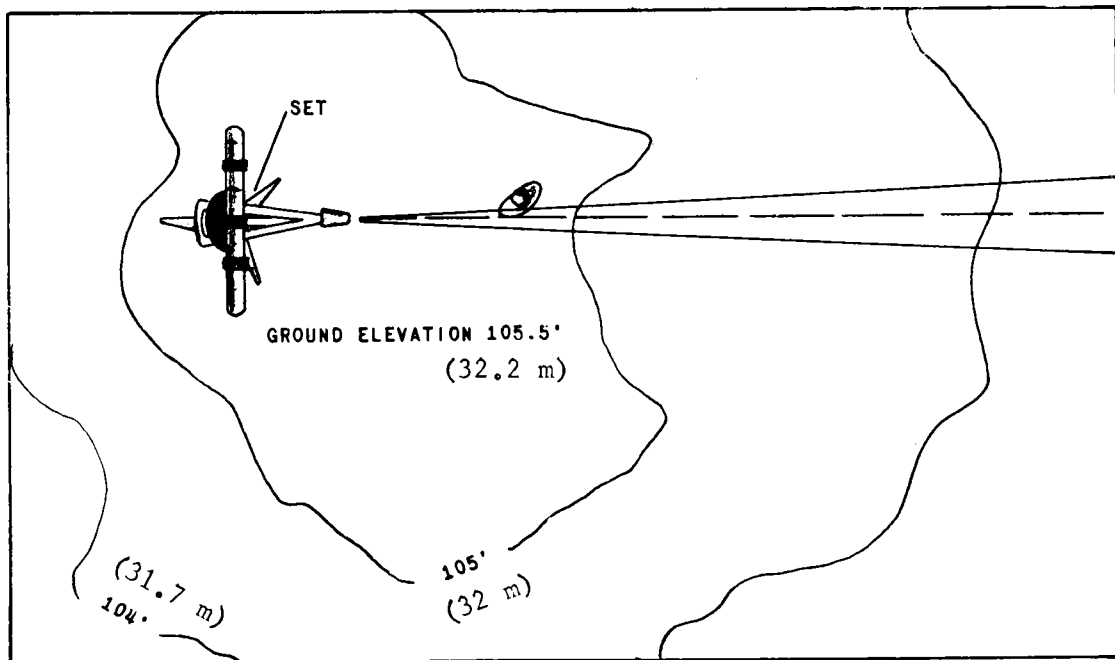 SET
GROUND ELEVATION 105.5'
(32.2 m)
(31.7 m)
104'
105'
(32 m)